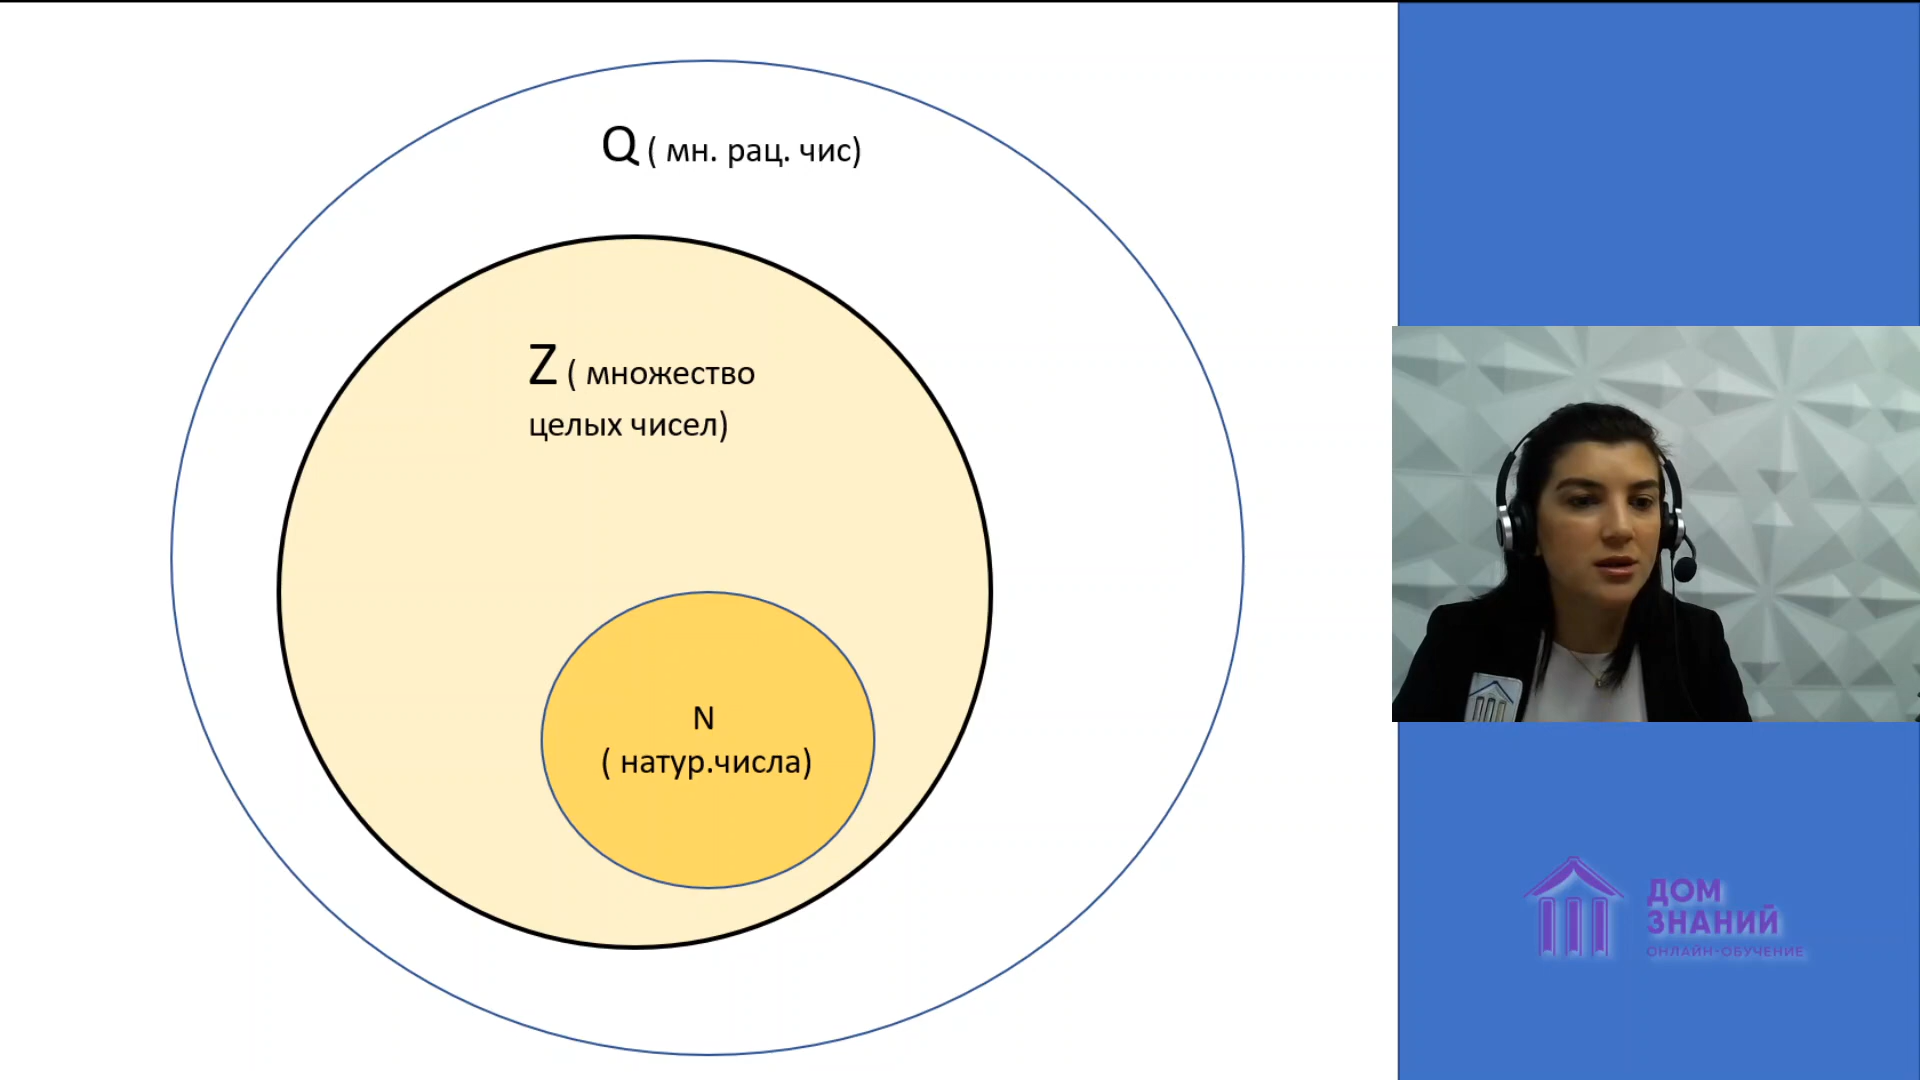 Q ( мн. рац. чис)
Z ( множество
целых чисел)
N
( натур.числа)
ДОМ
ЗНАНИЙ
ОНЛАЙН-ОБУЧЕНИЕ